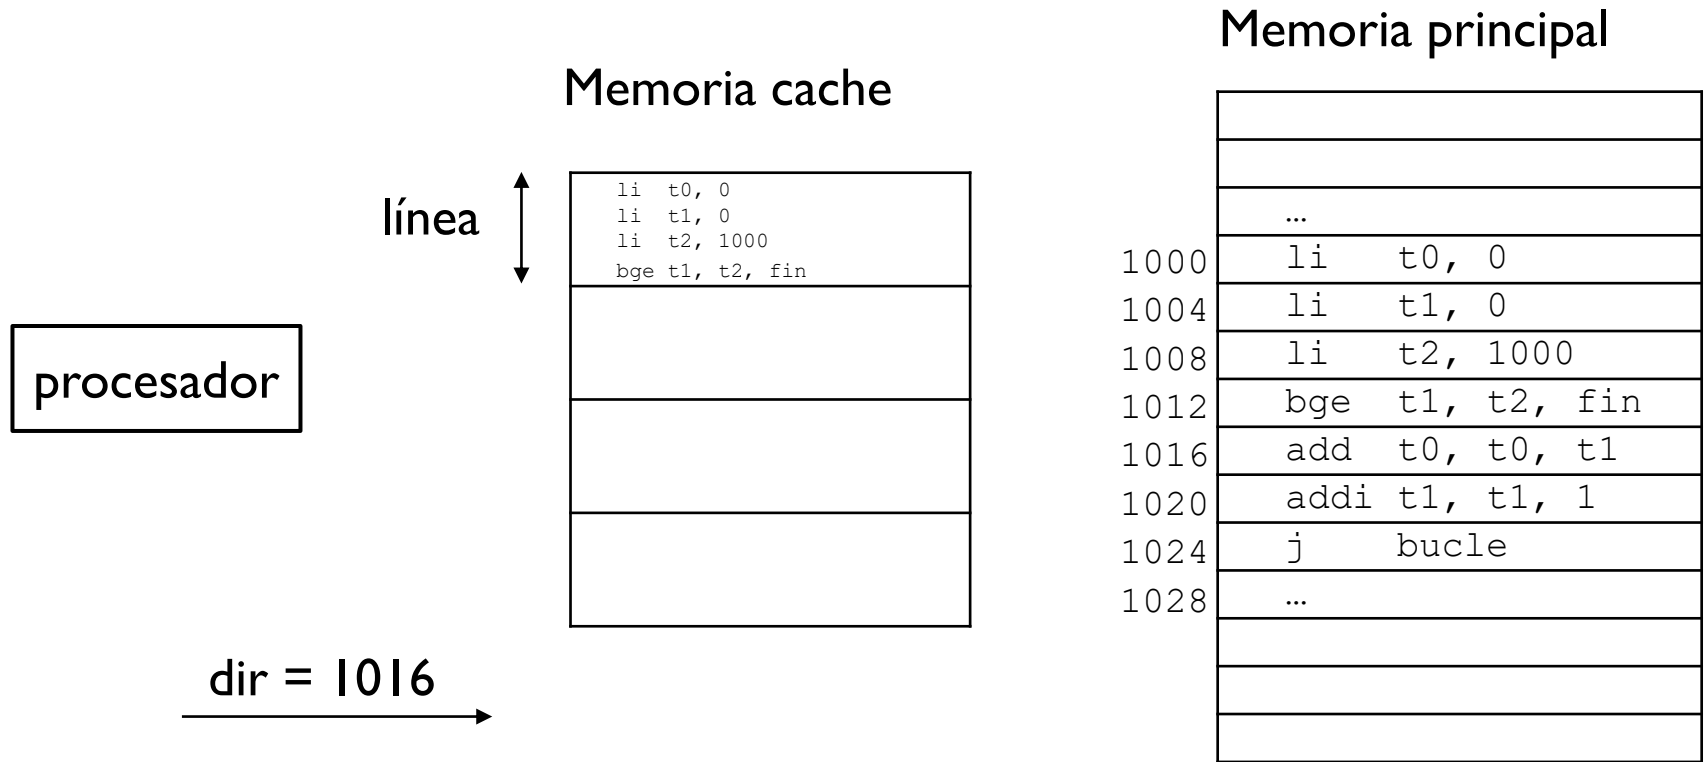 Memoria principal
Memoria cache
línea
li t0, 0
li t1, 0
li t2, 1000
bge t1, t2, fin
procesador
dir = 1016
…
1000 li t0, 0
1004 li t1, 0
1008 li t2, 1000
1012 bge t1, t2, fin
1016 add t0, t0, t1
1020 addi t1, t1, 1
1024 j bucle
1028 …